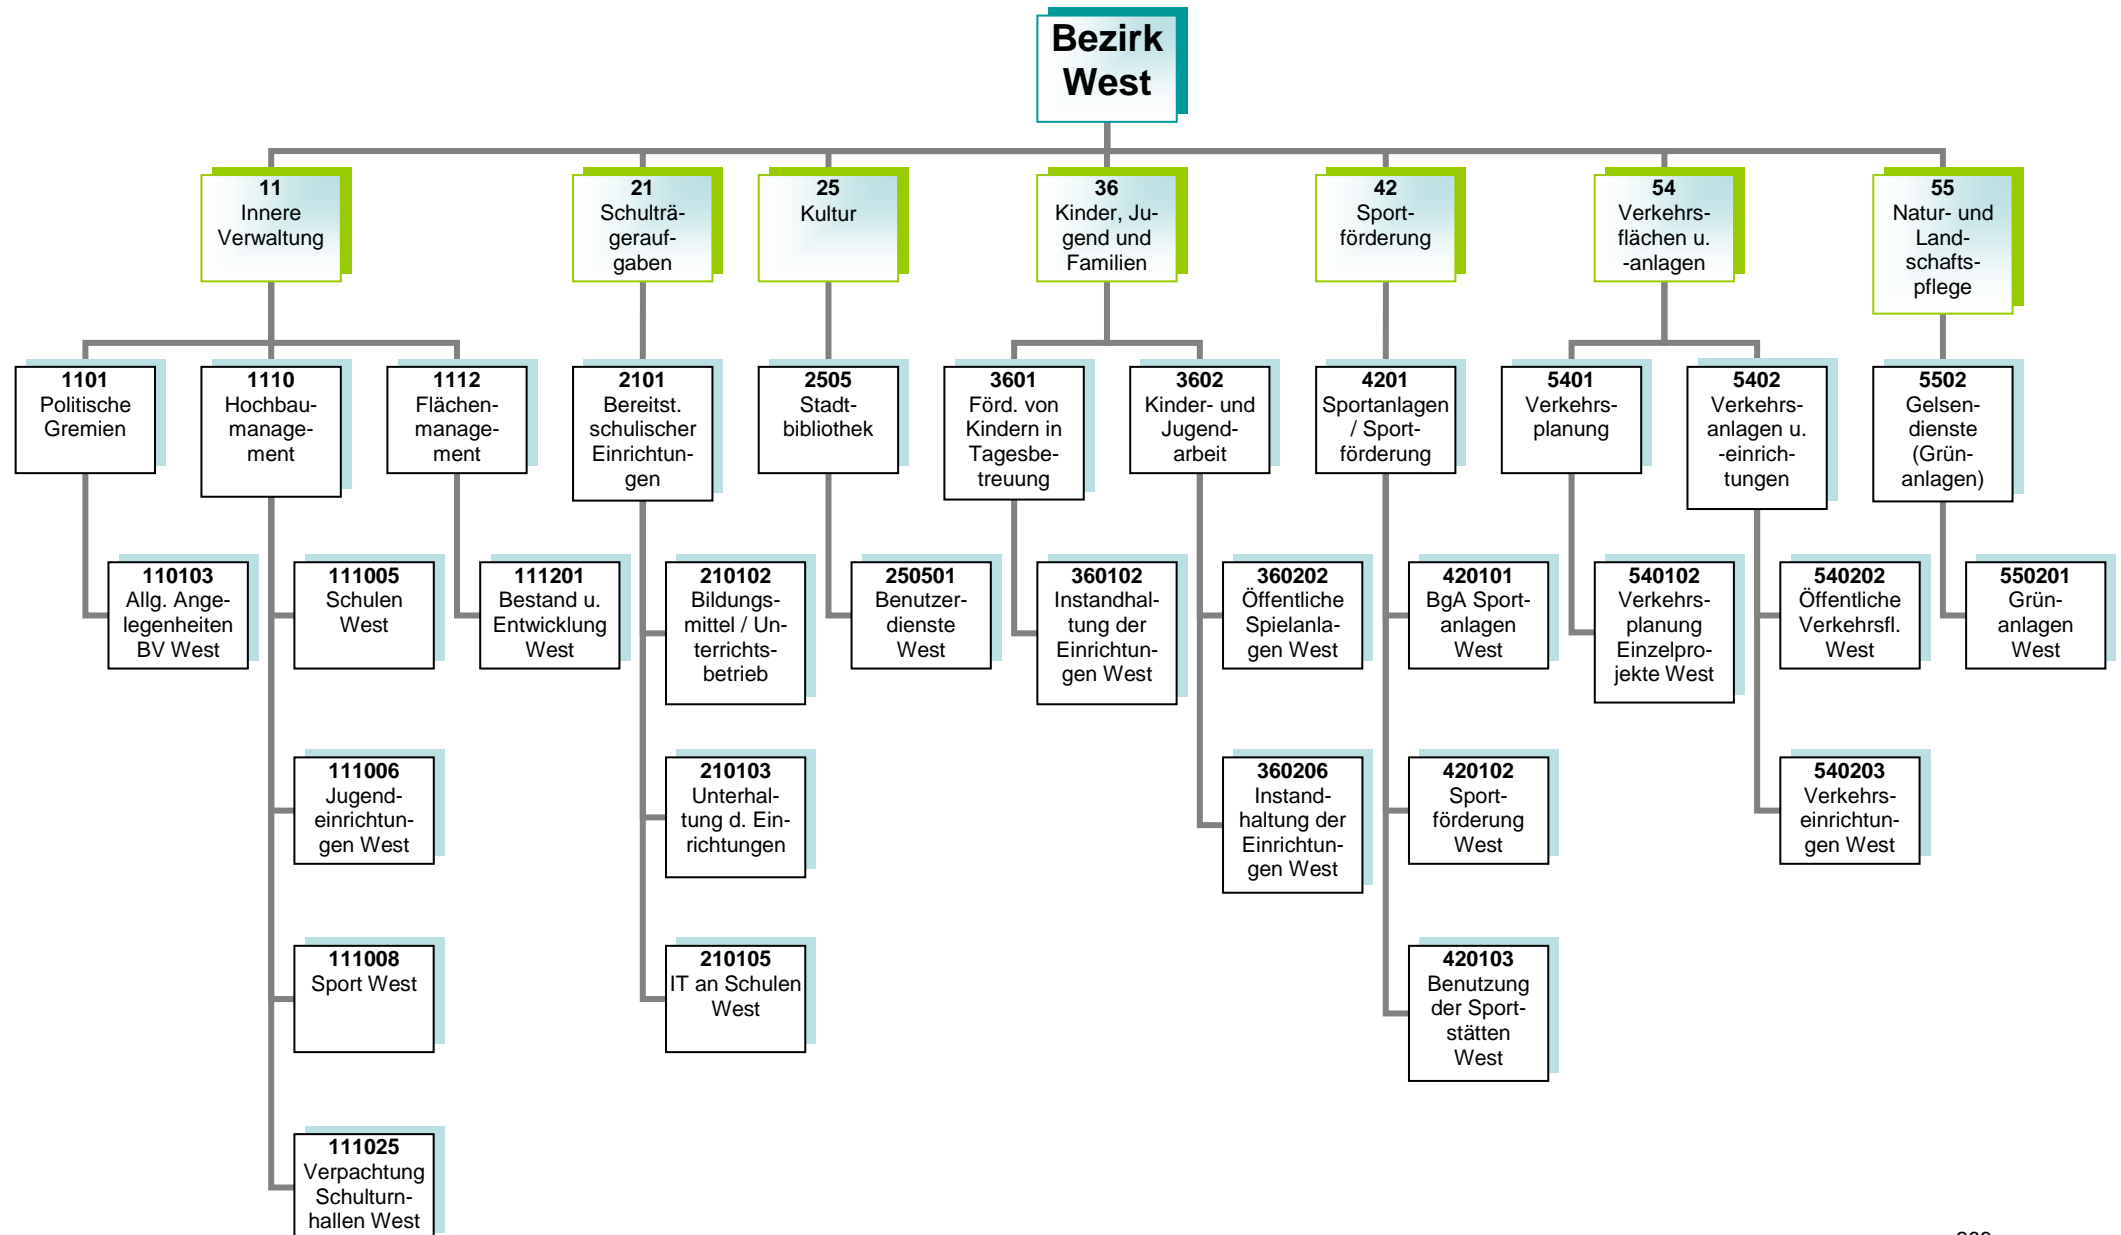 Bezirk
West
11
Innere
Verwaltung
21
Schulträ-
gerauf-
gaben
25
Kultur
36
Kinder, Ju-
gend und
Familien
42
Sport-
förderung
54
Verkehrs-
flächen u.
-anlagen
55
Natur- und
Land-
schafts-
pflege
1101
Politische
Gremien
1110
Hochbau-
manage-
ment
1112
Flächen-
manage-
ment
2101
Bereitst.
schulischer
Einrichtun-
gen
2505
Stadt-
bibliothek
3601
Förd. von
Kindern in
Tagesbe-
treuung
3602
Kinder- und
Jugend-
arbeit
4201
Sportanlagen
/ Sport-
förderung
5401
Verkehrs-
planung
5402
Verkehrs-
anlagen u.
-einrich-
tungen
5502
Gelsen-
dienste
(Grün-
anlagen)
110103
Allg. Ange-
legenheiten
BV West
111005
Schulen
West
111201
Bestand u.
Entwicklung
West
210102
Bildungs-
mittel / Un-
terrichts-
betrieb
250501
Benutzer-
dienste
West
360102
Instandhal-
tung der
Einrichtun-
gen West
360202
Öffentliche
Spielanla-
gen West
420101
BgA Sport-
anlagen
West
540102
Verkehrs-
planung
Einzelpro-
jekte West
540202
Öffentliche
Verkehrsfl.
West
550201
Grün-
anlagen
West
111006
Jugend-
einrichtun-
gen West
210103
Unterhal-
tung d. Ein-
richtungen
360206
Instand-
haltung der
Einrichtun-
gen West
420102
Sport-
förderung
West
540203
Verkehrs-
einrichtun-
gen West
111008
Sport West
210105
IT an Schulen
West
420103
Benutzung
der Sport-
stätten
West
111025
Verpachtung
Schulturn-
hallen West